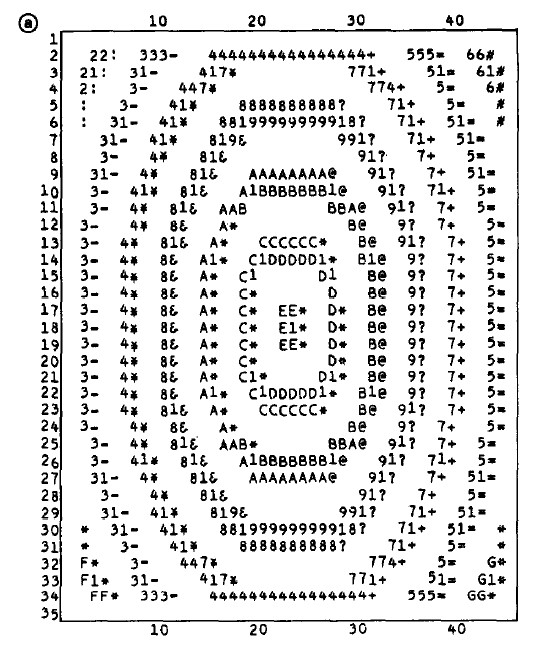 ⓐ 10 20 30 40
1
2 22: 333- 44444444444444444+ 555= 66#
3 21: 31- 417¥ 771+ 51= 61#
4 2: 3- 447¥ 774+ 5= 6#
5 : 3- 41¥ 8888888888? 71+ 5= #
6 : 31- 41¥ 881999999999918? 71+ 51= #
7 31- 41¥ 819& 991? 71+ 51=
8 3- 4¥ 81& 91? 7+ 5=
9 31- 4¥ 81& AAAAAAAA@ 91? 7+ 51=
10 3- 41¥ 81& A1BBBBBBB1@ 91? 71+ 5=
11 3- 4¥ 81& AAB BBA@ 91? 7+ 5=
12 3- 4¥ 8& A* B@ 9? 7+ 5=
13 3- 4¥ 81& A* CCCCCC* B@ 91? 7+ 5=
14 3- 4¥ 8& A1* C1DDDDD1* B1@ 9? 7+ 5=
15 3- 4¥ 8& A* C1 D1 B@ 9? 7+ 5=
16 3- 4¥ 8& A* C* D B@ 9? 7+ 5=
17 3- 4¥ 8& A* C* EE* D* B@ 9? 7+ 5=
18 3- 4¥ 8& A* C* E1* D* B@ 9? 7+ 5=
19 3- 4¥ 8& A* C* EE* D* B@ 9? 7+ 5=
20 3- 4¥ 8& A* C* D* B@ 9? 7+ 5=
21 3- 4¥ 8& A* C1* D1* B@ 9? 7+ 5=
22 3- 4¥ 8& A1* C1DDDDD1* B1@ 9? 7+ 5=
23 3- 4¥ 81& A* CCCCCC* B@ 91? 7+ 5=
24 3- 4¥ 8& A* B@ 9? 7+ 5=
25 3- 4¥ 81& AAB* BBA@ 91? 7+ 5=
26 3- 41¥ 81& A1BBBBBBB1@ 91? 71+ 5=
27 31- 4¥ 81& AAAAAAAA@ 91? 7+ 51=
28 3- 4¥ 81& 91? 7+ 5=
29 31- 41¥ 819& 991? 71+ 51=
30 * 31- 41¥ 881999999999918? 71+ 51= *
31 * 3- 41¥ 8888888888? 71+ 5= *
32 F* 3- 447¥ 774+ 5= G*
33 F1* 31- 417¥ 771+ 51= G1*
34 FF* 333- 44444444444444444+ 555= GG*
35
10 20 30 40